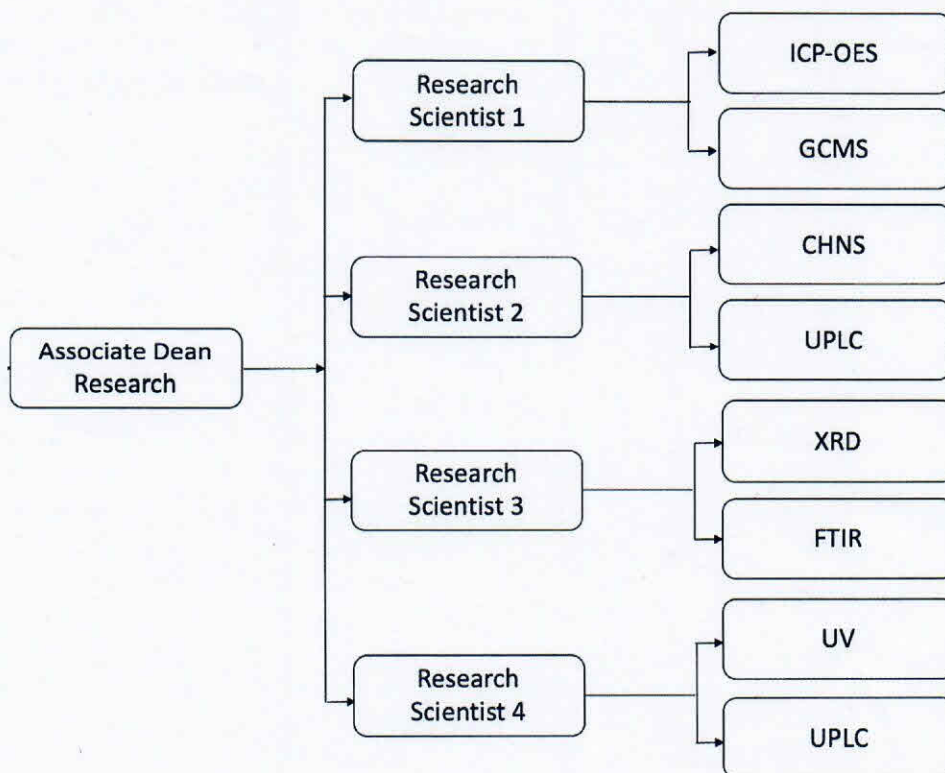 ICP-OES
Research
Scientist 1
GCMS
CHNS
Research
Scientist 2
UPLC
Associate Dean
Research
XRD
Research
Scientist 3
FTIR
UV
Research
Scientist 4
UPLC